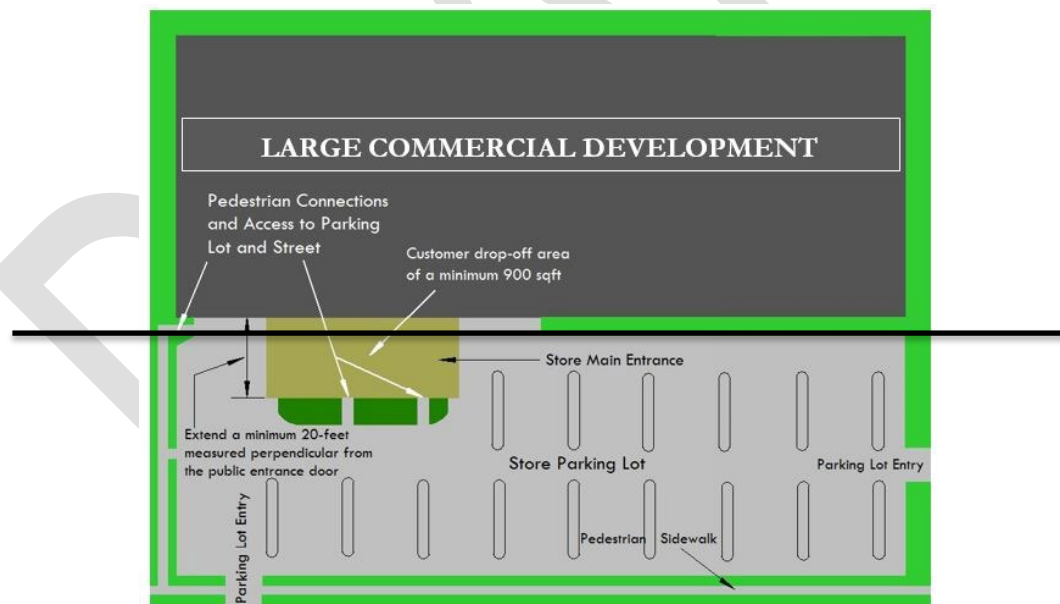 LARGE COMMERCIAL DEVELOPMENT
Pedestrian Connections
and Access to Parking
Lot and Street
Customer drop-off area
of a minimum 900 sqft
Store Main Entrance
Extend a minimum 20-feet
measured perpendicular from
the public entrance door
Store Parking Lot
Parking Lot Entry
Parking Lot Entry
Pedestrian Sidewalk